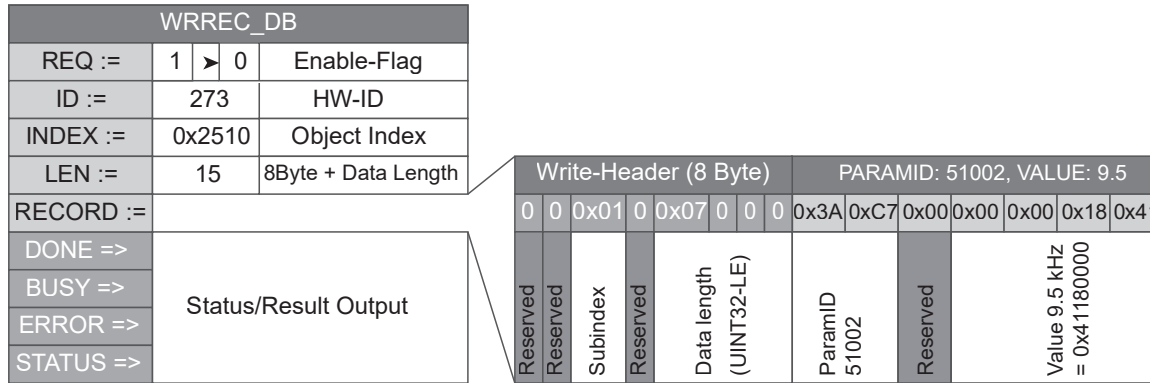 WRREC_DB
REQ := 1 ➤ 0 Enable-Flag
ID := 273 HW-ID
INDEX := 0x2510 Object Index
LEN := 15 8Byte + Data Length
RECORD :=
DONE =>
BUSY =>
ERROR =>
STATUS =>
Status/Result Output
Write-Header (8 Byte) PARAMID: 51002, VALUE: 9.5
0 0 0x01 0 0x07 0 0 0 0x3A 0xC7 0x00 0x00 0x00 0x18 0x41
Reserved
Reserved
Subindex
Reserved
Data length
(UINT32-LE)
ParamID
51002
Reserved
Value 9.5 kHz
= 0x41180000